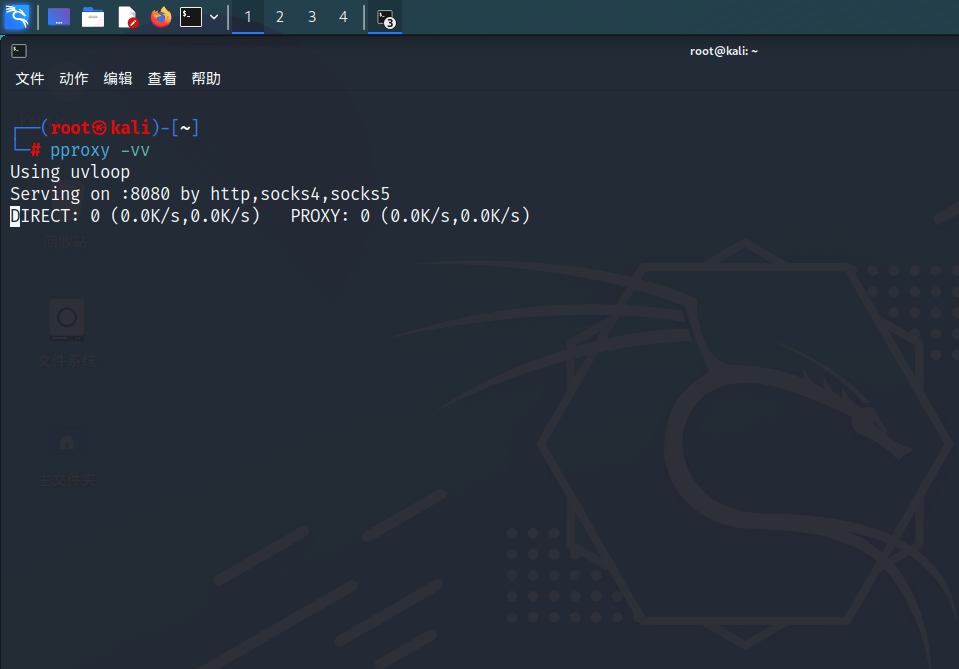 1 2 3 4 3
root@kali: ~
文件 动作 编辑 查看 帮助
┌──(root㉿kali)-[~]
└─# pproxy -vv
Using uvloop
Serving on :8080 by http,socks4,socks5
DIRECT: 0 (0.0K/s,0.0K/s)   PROXY: 0 (0.0K/s,0.0K/s)
回收站
文件系统
主文件夹